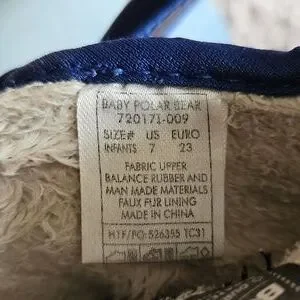 BABY POLAR BEAR
720171-009
SIZE# US EURO
INFANTS 7 23
FABRIC UPPER
BALANCE RUBBER AND
MAN MADE MATERIALS
FAUX FUR LINING
MADE IN CHINA
H1F/PO:526355 TC31